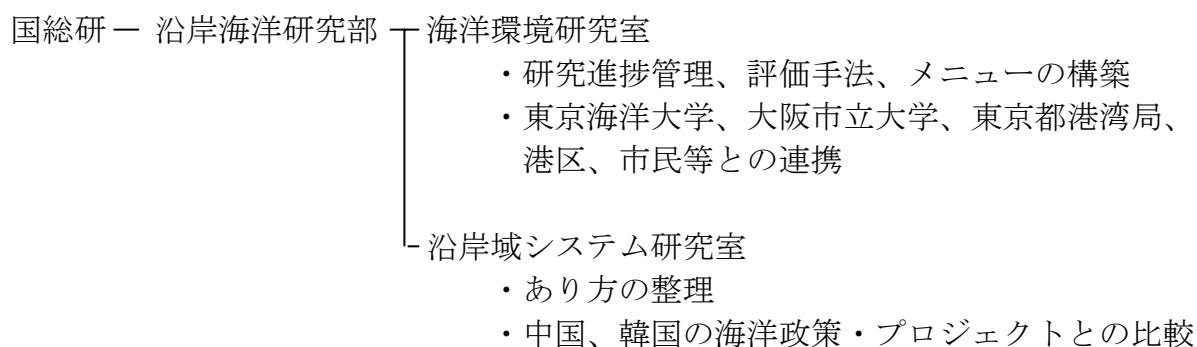 国総研 ― 沿岸海洋研究部 ┬ 海洋環境研究室
・研究進捗管理、評価手法、メニューの構築
・東京海洋大学、大阪市立大学、東京都港湾局、
港区、市民等との連携
沿岸域システム研究室
・あり方の整理
・中国、韓国の海洋政策・プロジェクトとの比較